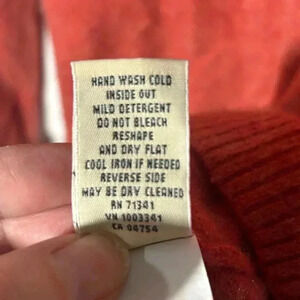 HAND WASH COLD
INSIDE OUT
MILD DETERGENT
DO NOT BLEACH
RESHAPE
AND DRY FLAT
COOL IRON IF NEEDED
REVERSE SIDE
MAY BE DRY CLEANED
RN 71341
VN 1003341
CA 04754